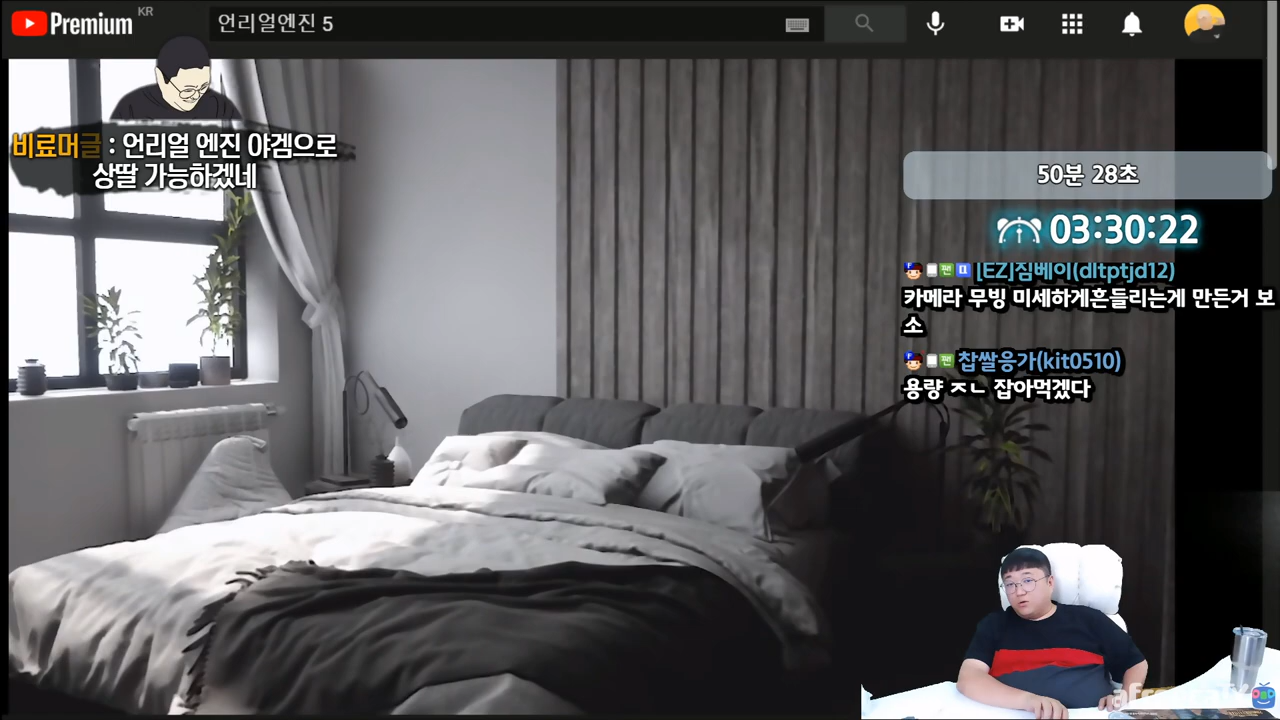 Premium KR
언리얼엔진 5
비료머글 : 언리얼 엔진 야겜으로
상딸 가능하겠네
50분 28초
03:30:22
[EZ]짐베이(dltptjd12)
카메라 무빙 미세하게흔들리는게 만든거 보
소
찹쌀응가(kit0510)
용량 ㅈㄴ 잡아먹겠다